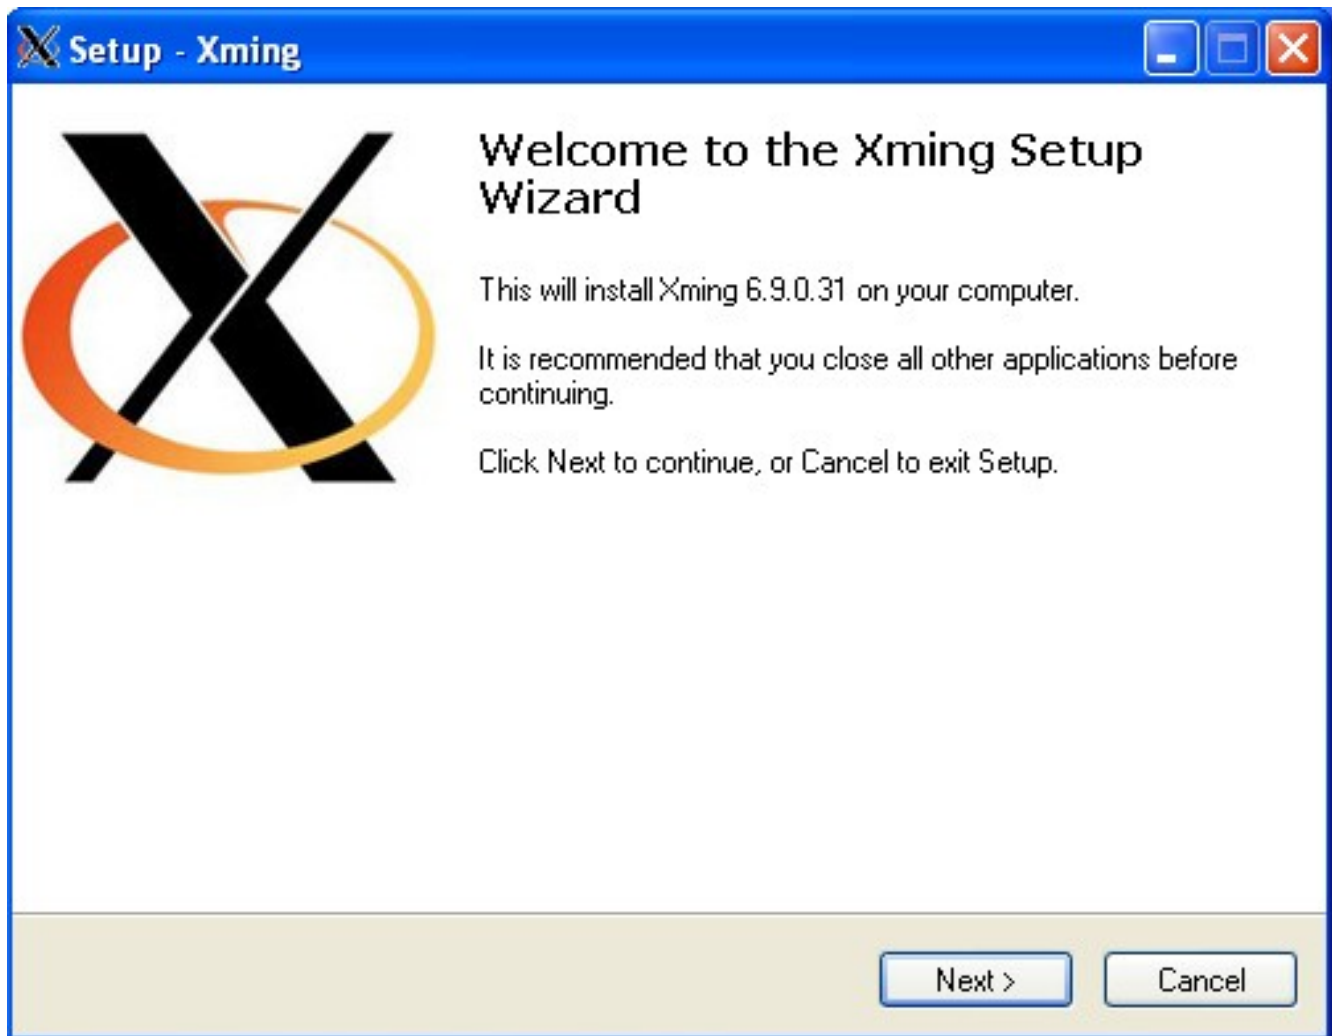 Setup - Xming
Welcome to the Xming Setup
Wizard
This will install Xming 6.9.0.31 on your computer.
It is recommended that you close all other applications before
continuing.
Click Next to continue, or Cancel to exit Setup.
Next >
Cancel